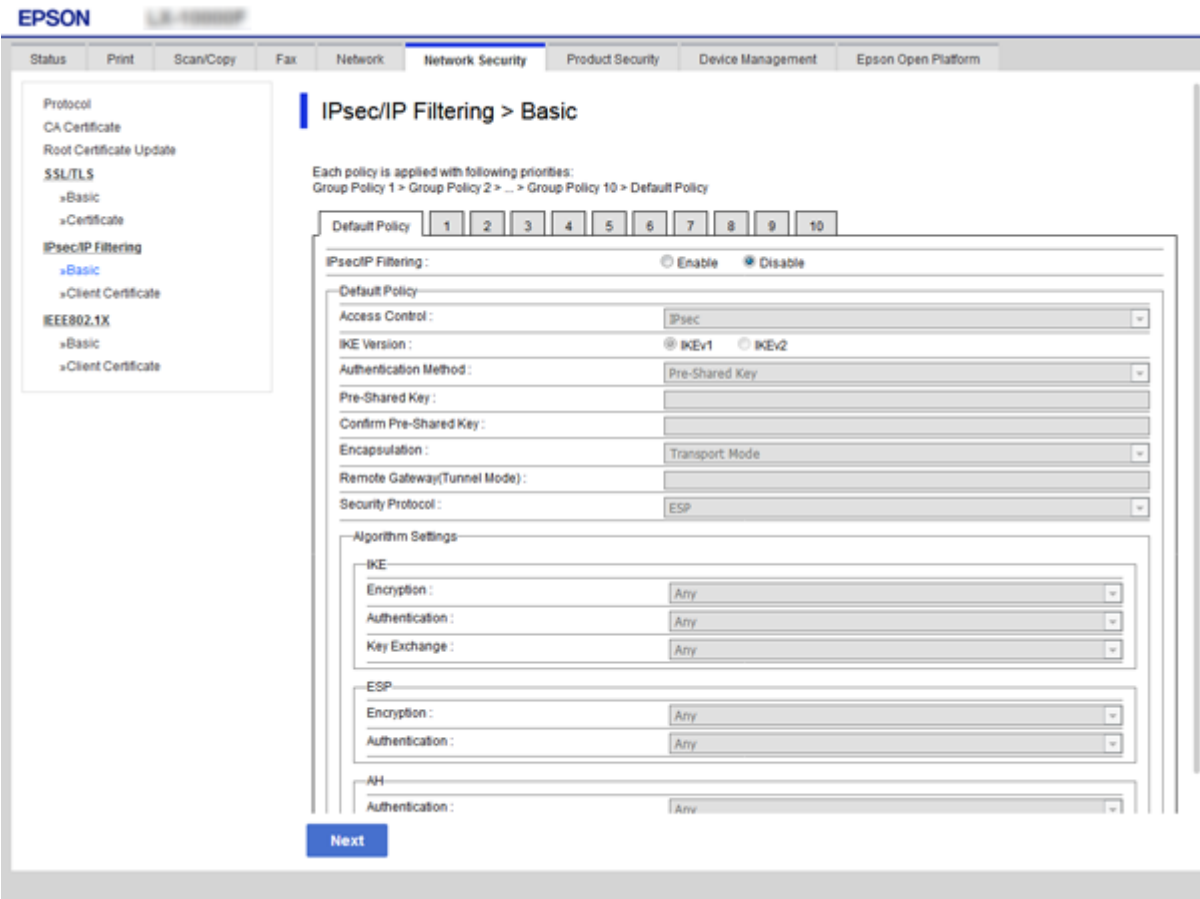 EPSON
Status Print Scan/Copy Fax Network Network Security Product Security Device Management Epson Open Platform
Protocol
CA Certificate
Root Certificate Update
SSL/TLS
»Basic
»Certificate
IPsec/IP Filtering
»Basic
»Client Certificate
IEEE802.1X
»Basic
»Client Certificate
IPsec/IP Filtering > Basic
Each policy is applied with following priorities:
Group Policy 1 > Group Policy 2 > ... > Group Policy 10 > Default Policy
Default Policy 1 2 3 4 5 6 7 8 9 10
IPsec/IP Filtering : Enable Disable
Default Policy
Access Control : IPsec
IKE Version : IKEv1 IKEv2
Authentication Method : Pre-Shared Key
Pre-Shared Key :
Confirm Pre-Shared Key :
Encapsulation : Transport Mode
Remote Gateway(Tunnel Mode) :
Security Protocol : ESP
Algorithm Settings
IKE
Encryption : Any
Authentication : Any
Key Exchange : Any
ESP
Encryption : Any
Authentication : Any
AH
Authentication : Any
Next